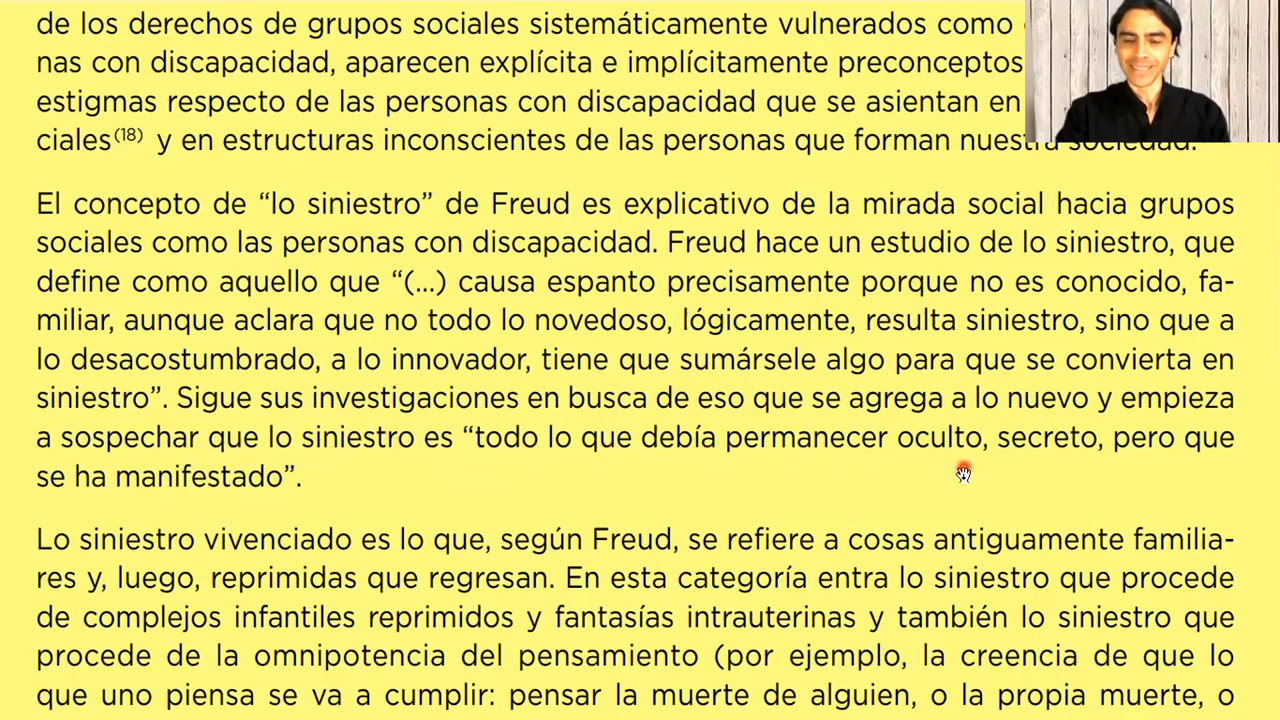 de los derechos de grupos sociales sistemáticamente vulnerados como
nas con discapacidad, aparecen explícita e implícitamente preconceptos
estigmas respecto de las personas con discapacidad que se asientan en
ciales(18) y en estructuras inconscientes de las personas que forman nuestra sociedad.
El concepto de “lo siniestro” de Freud es explicativo de la mirada social hacia grupos
sociales como las personas con discapacidad. Freud hace un estudio de lo siniestro, que
define como aquello que “(...) causa espanto precisamente porque no es conocido, fa-
miliar, aunque aclara que no todo lo novedoso, lógicamente, resulta siniestro, sino que a
lo desacostumbrado, a lo innovador, tiene que sumársele algo para que se convierta en
siniestro”. Sigue sus investigaciones en busca de eso que se agrega a lo nuevo y empieza
a sospechar que lo siniestro es “todo lo que debía permanecer oculto, secreto, pero que
se ha manifestado”.
Lo siniestro vivenciado es lo que, según Freud, se refiere a cosas antiguamente familia-
res y, luego, reprimidas que regresan. En esta categoría entra lo siniestro que procede
de complejos infantiles reprimidos y fantasías intrauterinas y también lo siniestro que
procede de la omnipotencia del pensamiento (por ejemplo, la creencia de que lo
que uno piensa se va a cumplir: pensar la muerte de alguien, o la propia muerte, o